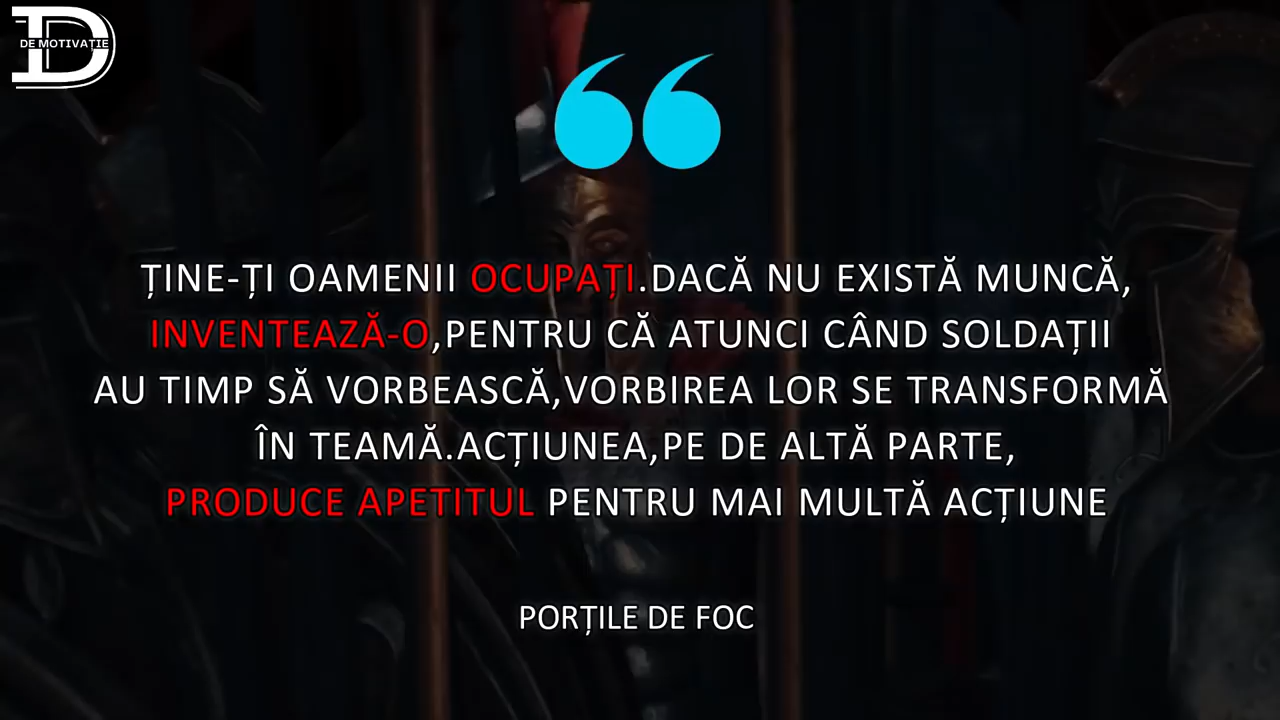 DE MOTIVAȚIE
ȚINE-ȚI OAMENII OCUPAȚI.DACĂ NU EXISTĂ MUNCĂ,
INVENTEAZĂ-O,PENTRU CĂ ATUNCI CÂND SOLDAȚII
AU TIMP SĂ VORBEASCĂ,VORBIREA LOR SE TRANSFORMĂ
ÎN TEAMĂ.ACȚIUNEA,PE DE ALTĂ PARTE,
PRODUCE APETITUL PENTRU MAI MULTĂ ACȚIUNE
PORȚILE DE FOC